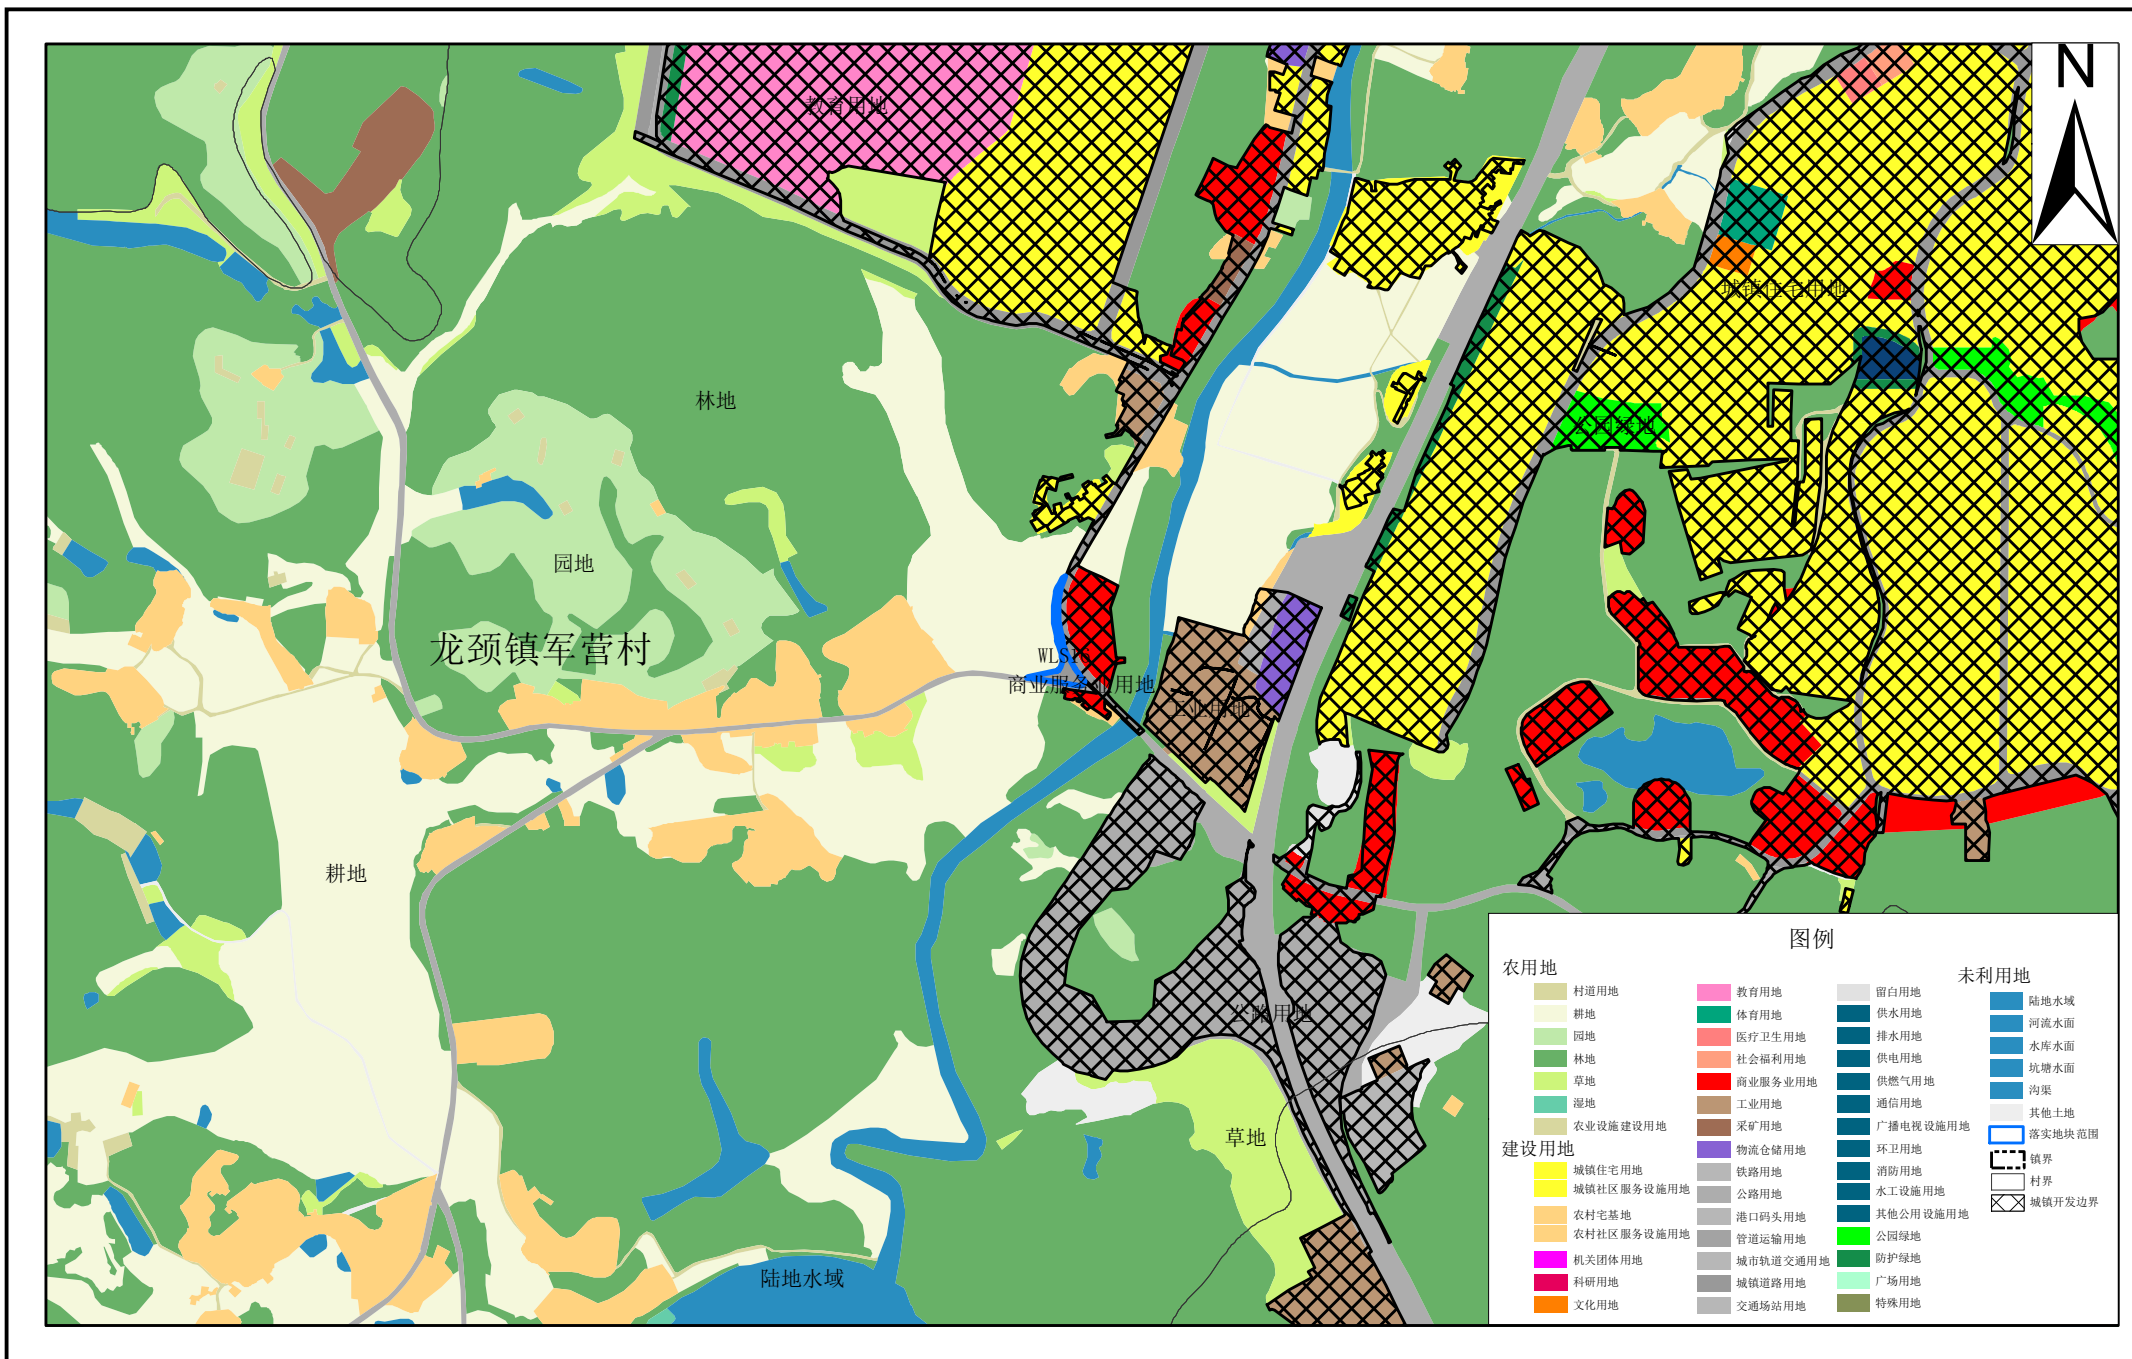 N
教育用地
城镇住宅用地
林地
公园绿地
园地
龙颈镇军营村
商业服务业用地
工业用地
耕地
公路用地
草地
陆地水域
图例
农用地
村道用地
耕地
园地
林地
草地
湿地
农业设施建设用地
建设用地
城镇住宅用地
城镇社区服务设施用地
农村宅基地
农村社区服务设施用地
机关团体用地
科研用地
文化用地
教育用地
体育用地
医疗卫生用地
社会福利用地
商业服务业用地
工业用地
采矿用地
物流仓储用地
铁路用地
公路用地
港口码头用地
管道运输用地
城市轨道交通用地
城镇道路用地
交通场站用地
留白用地
供水用地
排水用地
供电用地
供燃气用地
通信用地
广播电视设施用地
环卫用地
消防用地
水工设施用地
其他公用设施用地
公园绿地
防护绿地
广场用地
特殊用地
未利用地
陆地水域
河流水面
水库水面
坑塘水面
沟渠
其他土地
落实地块范围
镇界
村界
城镇开发边界